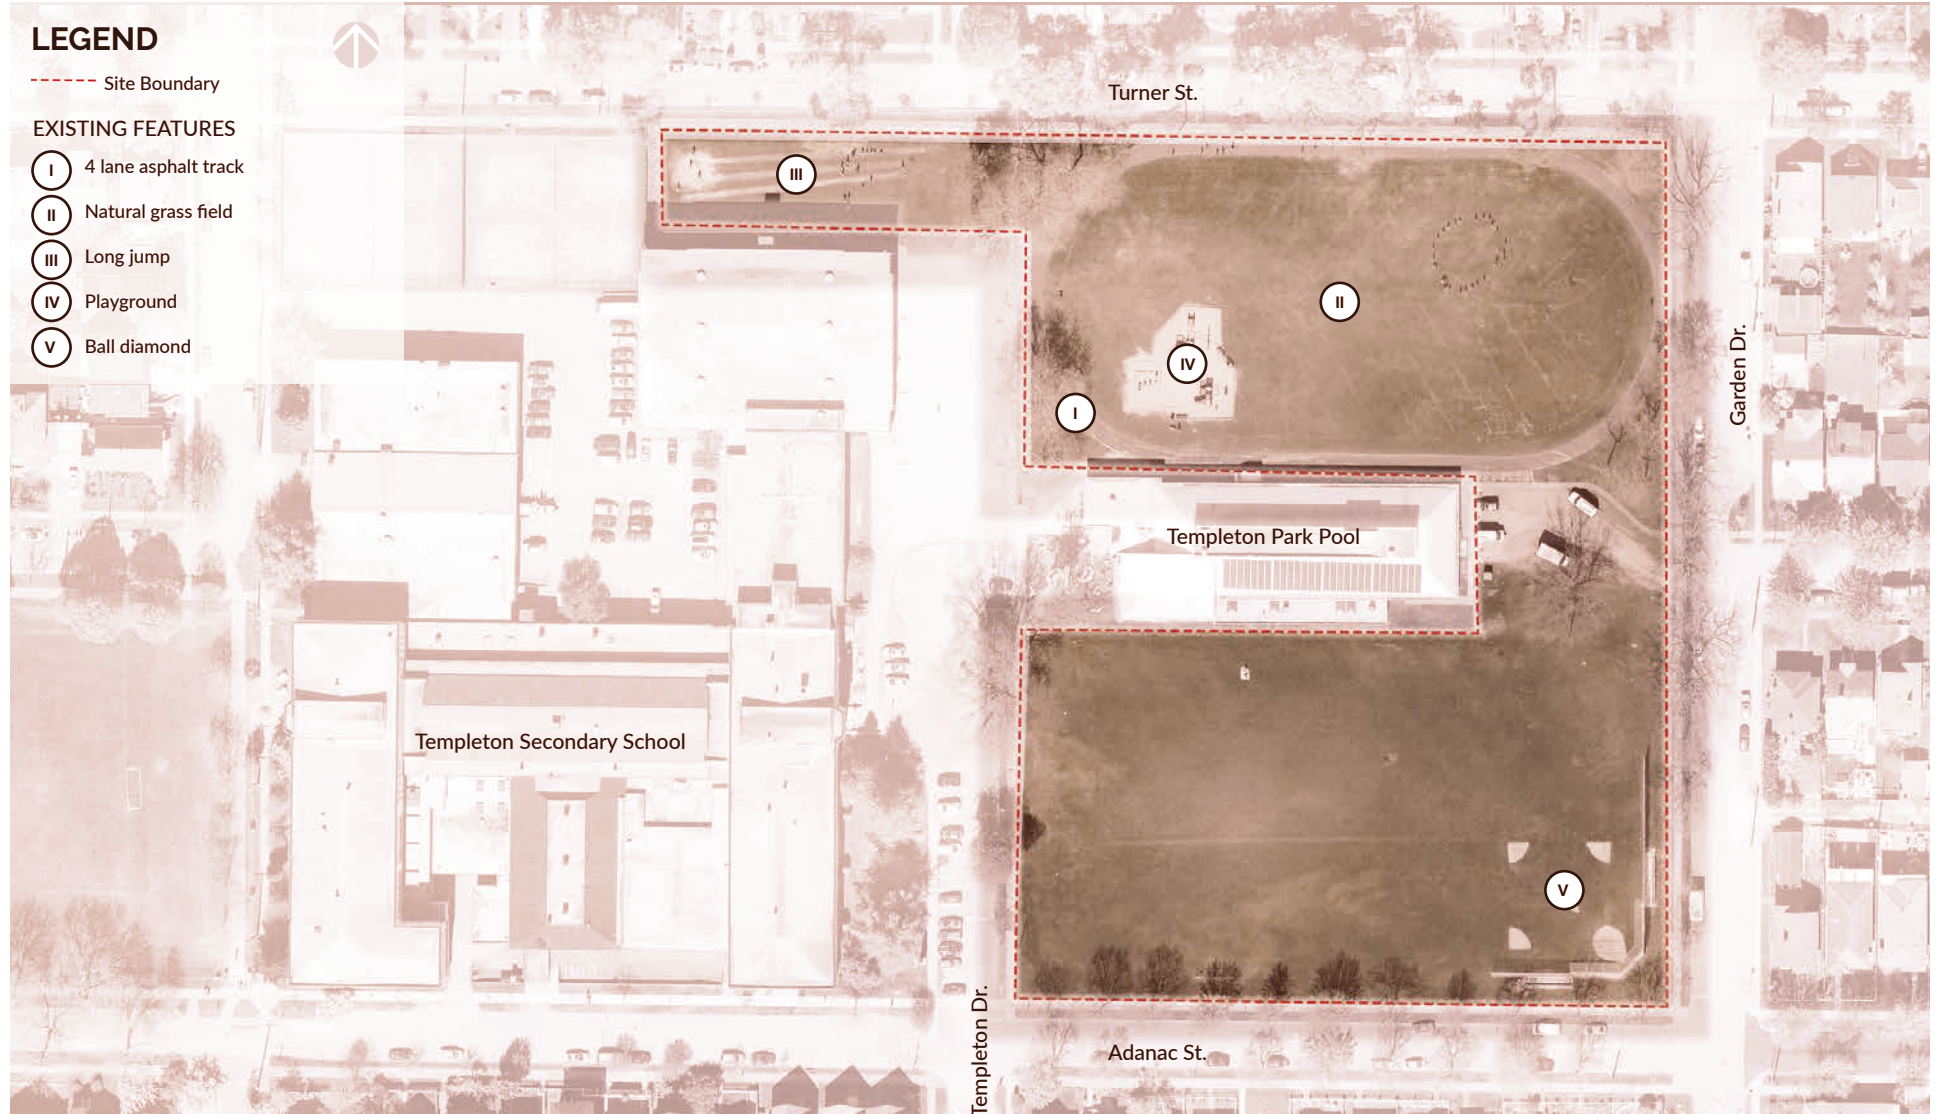 LEGEND
Site Boundary
EXISTING FEATURES
I 4 lane asphalt track
II Natural grass field
III Long jump
IV Playground
V Ball diamond
Turner St.
III
II
IV
I
Garden Dr.
Templeton Park Pool
Templeton Secondary School
V
Templeton Dr.
Adanac St.